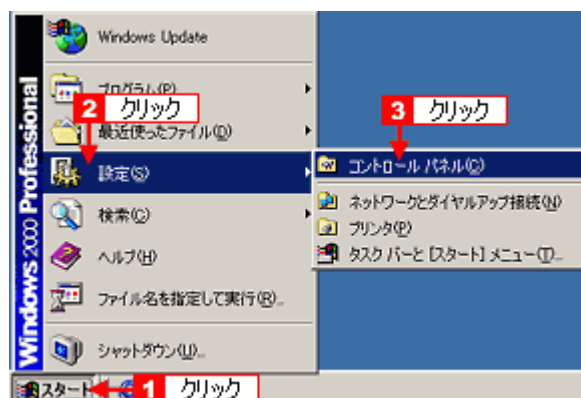 Windows 2000 Professional
Windows Update
プログラム(P)
2 クリック
最近使ったファイル(D)
設定(S)
検索(C)
ヘルプ(H)
ファイル名を指定して実行(R)...
シャットダウン(U)...
3 クリック
コントロール パネル(C)
ネットワークとダイヤルアップ接続(N)
プリンタ(P)
タスク バーと [スタート] メニュー(T)...
スタート
1 クリック